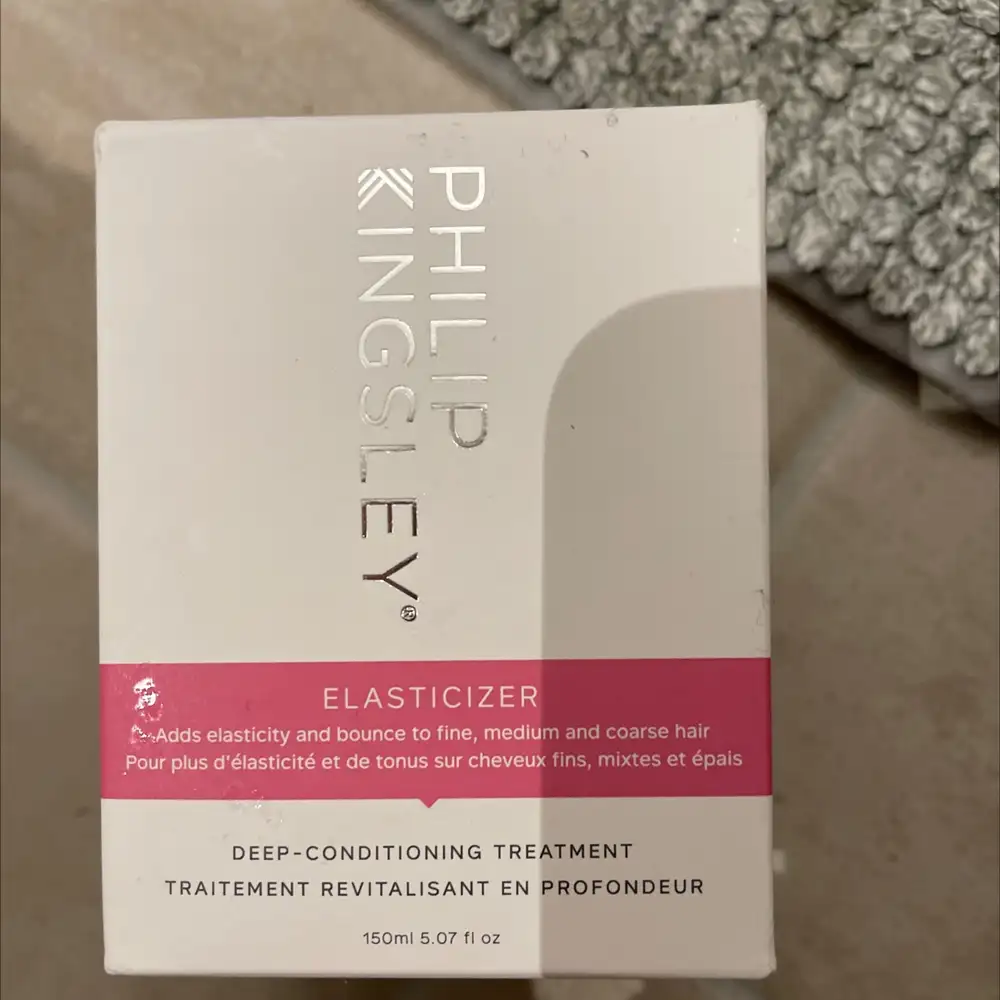 PHILIP
KINGSLEY®
ELASTICIZER
Adds elasticity and bounce to fine, medium and coarse hair
Pour plus d'élasticité et de tonus sur cheveux fins, mixtes et épais
DEEP-CONDITIONING TREATMENT
TRAITEMENT REVITALISANT EN PROFONDEUR
150ml 5.07 fl oz